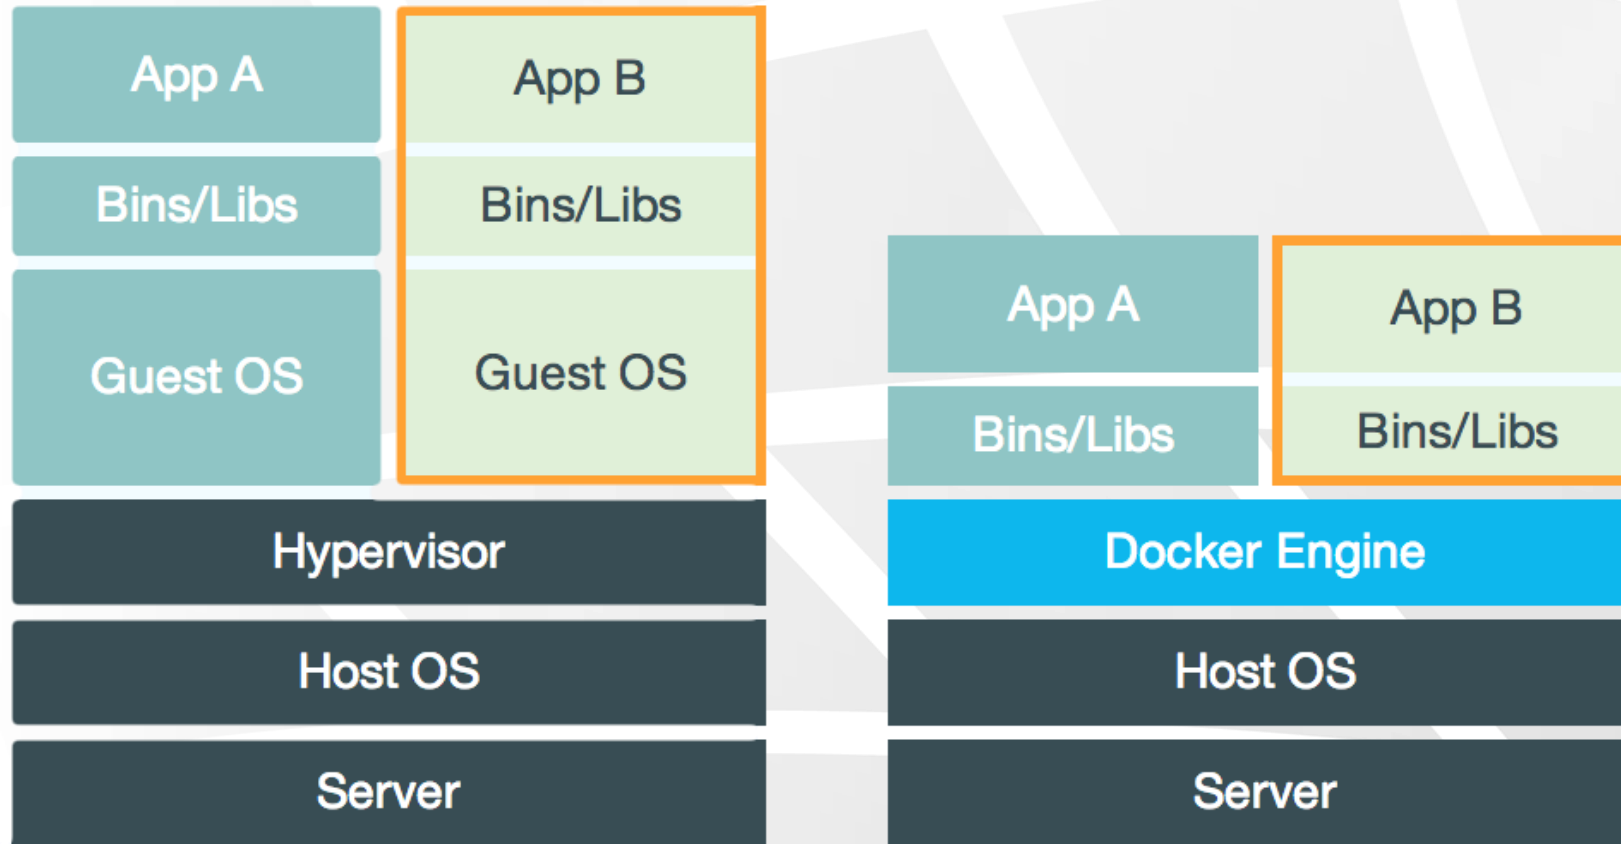 App A
App B
Bins/Libs
Bins/Libs
Guest OS
Guest OS
Hypervisor
Host OS
Server
App A
App B
Bins/Libs
Bins/Libs
Docker Engine
Host OS
Server